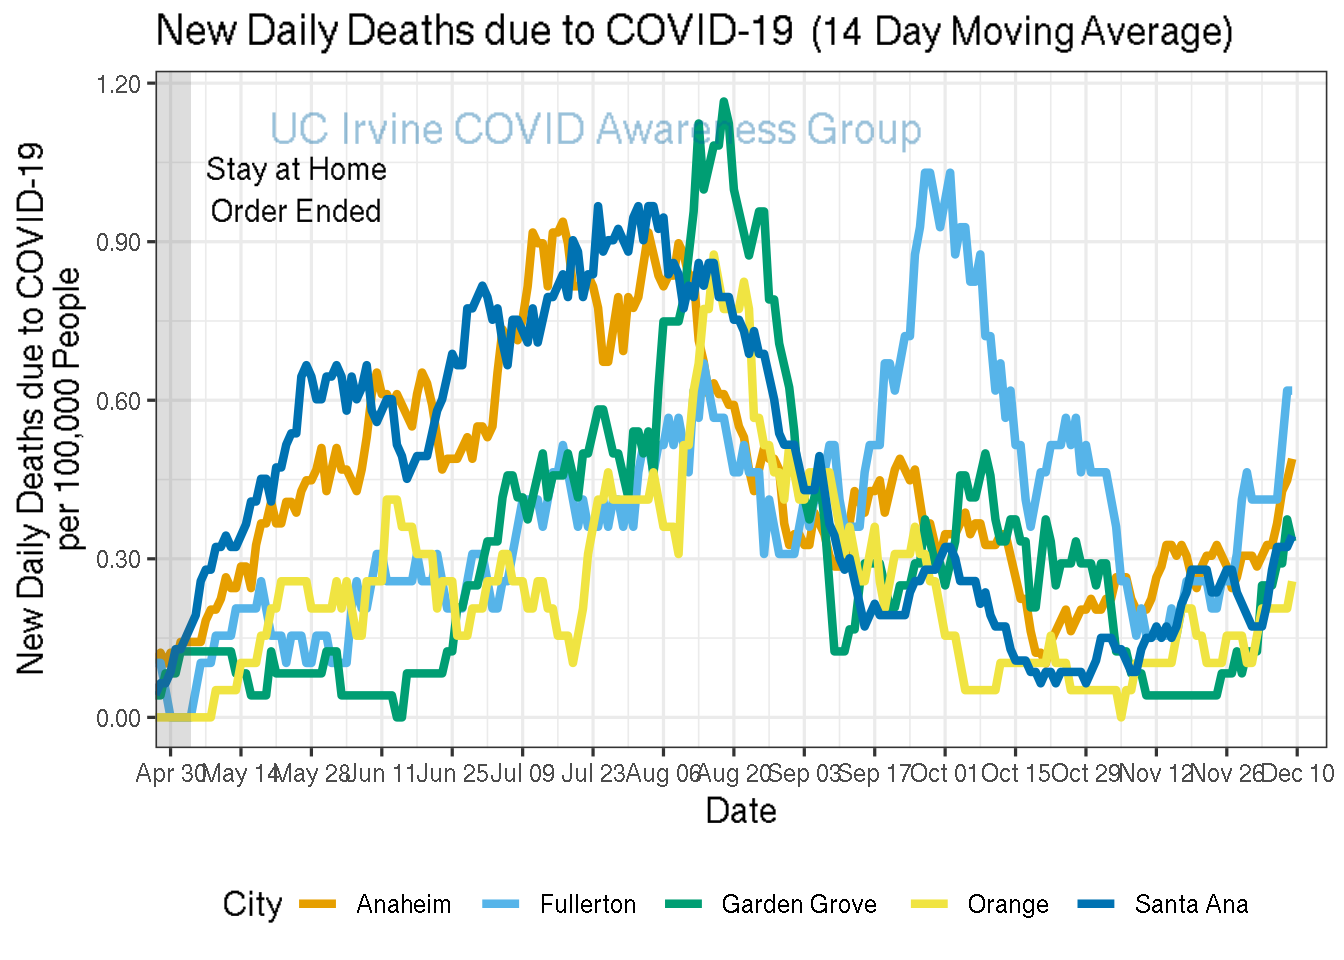 New Daily Deaths due to COVID-19 (14 Day Moving Average)
New Daily Deaths due to COVID-19
per 100,000 People
1.20
0.90
0.60
0.30
0.00
UC Irvine COVID Awareness Group
Stay at Home
Order Ended
Apr 30 May 14 May 28 Jun 11 Jun 25 Jul 09 Jul 23 Aug 06 Aug 20 Sep 03 Sep 17 Oct 01 Oct 15 Oct 29 Nov 12 Nov 26 Dec 10
Date
City Anaheim Fullerton Garden Grove Orange Santa Ana